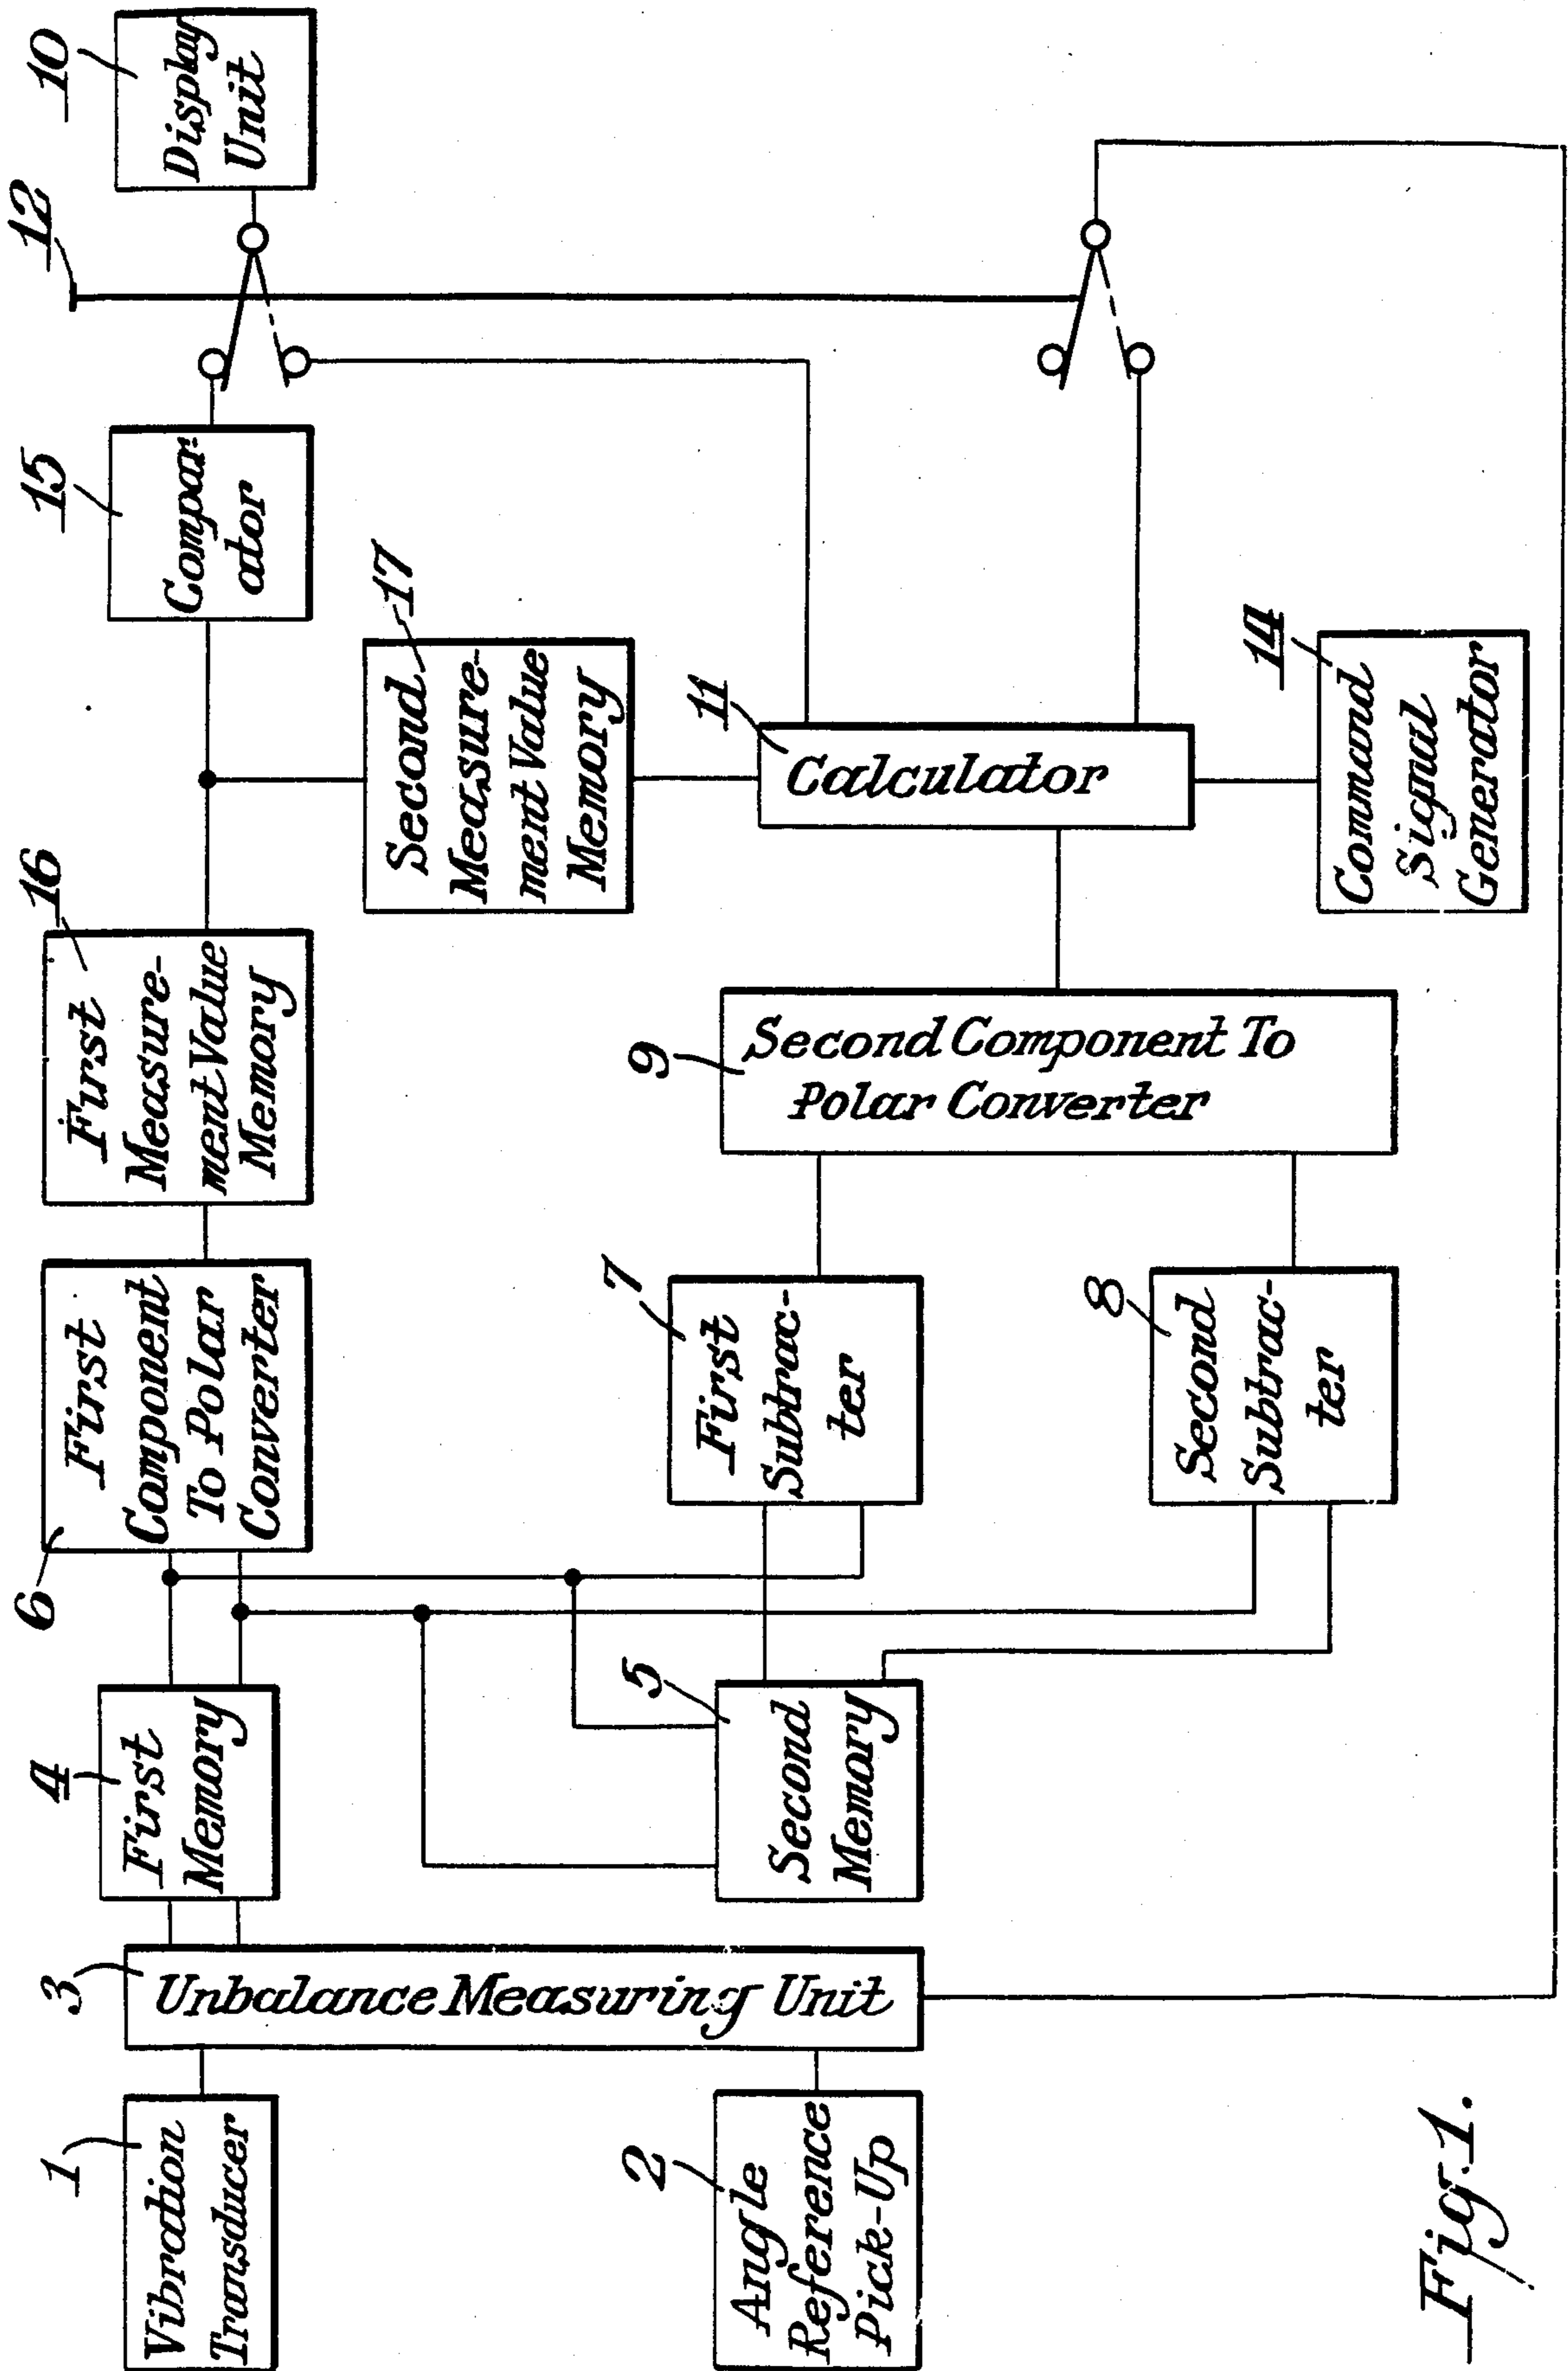 1
Vibration
Transducer
2
Angle
Reference
Pick-Up
3
Unbalance Measuring Unit
4
First
Memory
5
Second
Memory
6
First
Component
To Polar
Converter
7
First
Subtrac-
ter
8
Second
Subtrac-
ter
9
Second Component To
Polar Converter
16
First
Measure-
ment Value
Memory
17
Second
Measure-
ment Value
Memory
11
Calculator
14
Command
Signal
Generator
15
Compar-
ator
12
10
Display
Unit
Fig. 1.